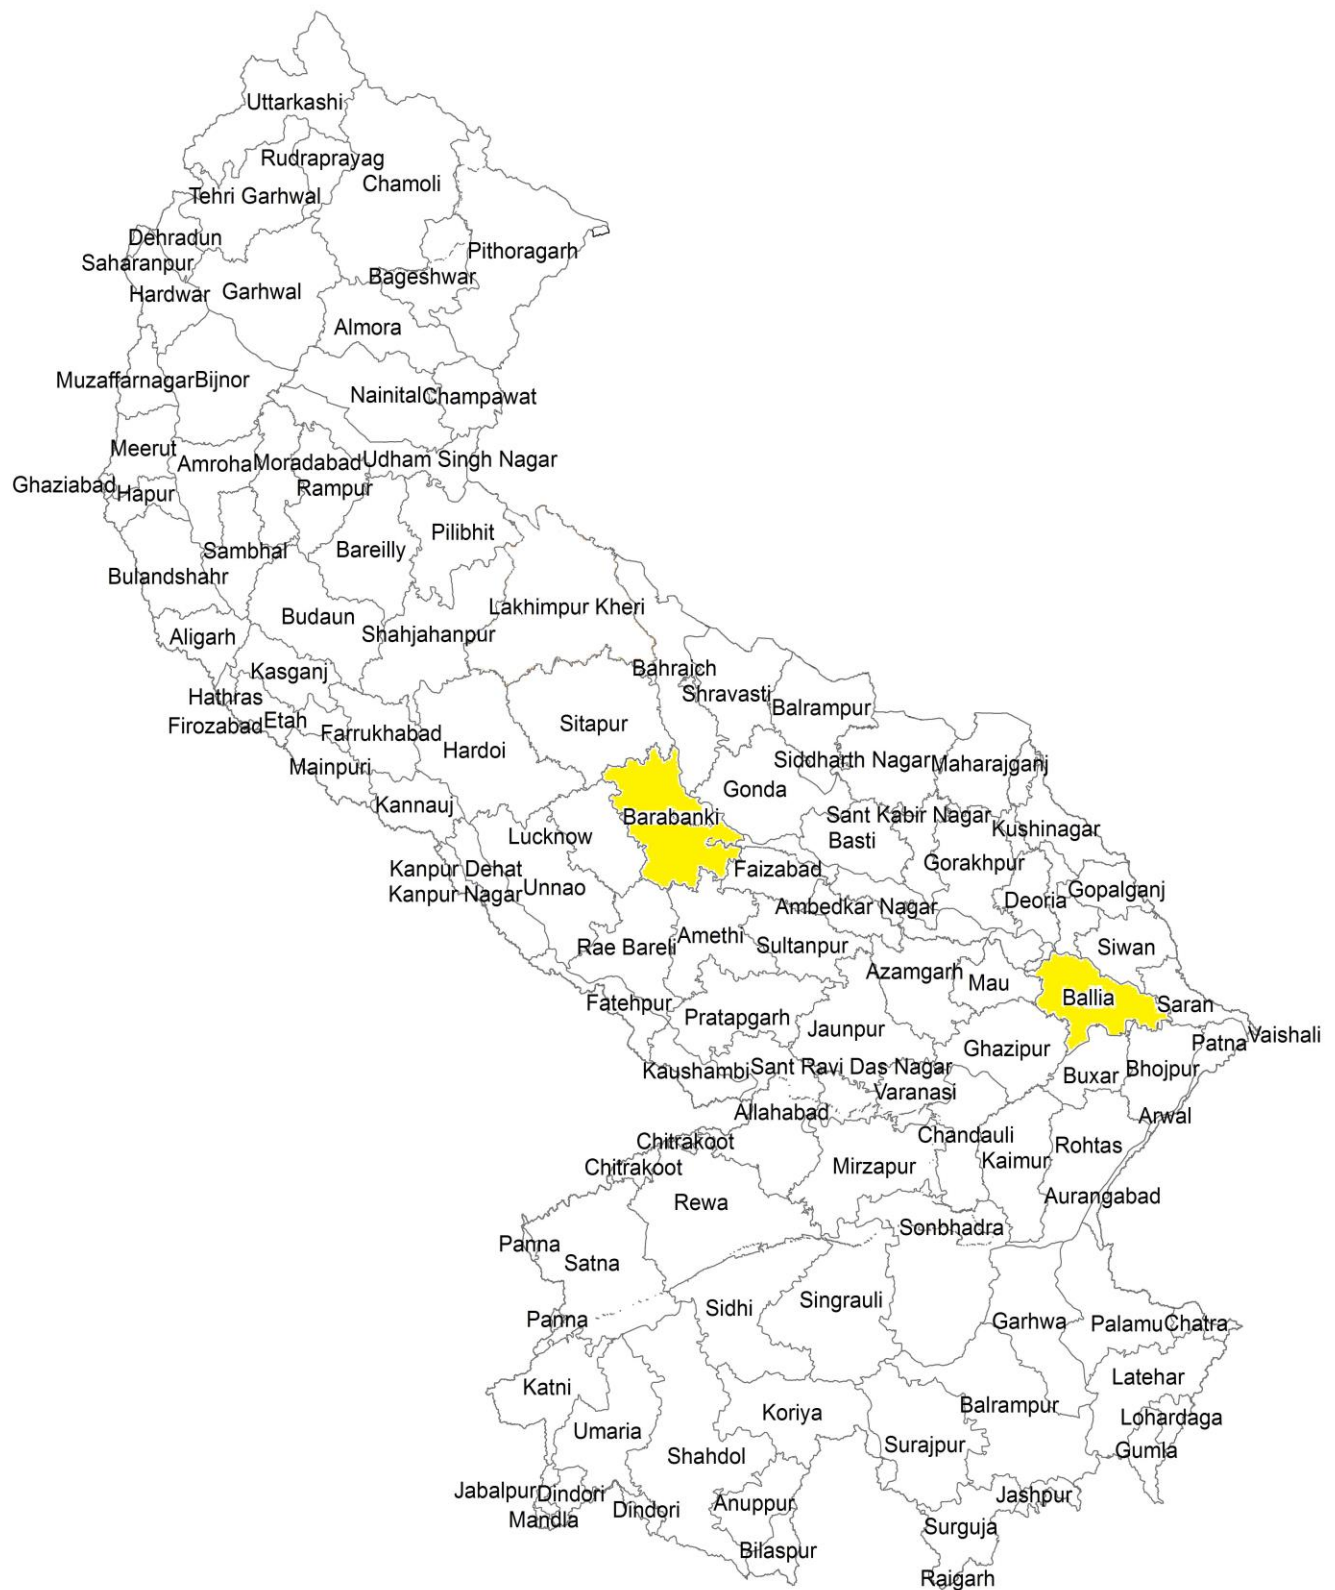 Uttarkashi
Rudraprayag
Chamoli
Tehri Garhwal
Dehradun
Pithoragarh
Saharanpur
Bageshwar
Hardwar
Garhwal
Almora
Muzaffarnagar
Bijnor
Nainital
Champawat
Meerut
Amroha
Moradabad
Udham Singh Nagar
Ghaziabad
Hapur
Rampur
Pilibhit
Sambhal
Bareilly
Bulandshahr
Lakhimpur Kheri
Budaun
Aligarh
Shahjahanpur
Kasganj
Bahraich
Hathras
Shravasti
Balrampur
Firozabad
Etah
Farrukhabad
Sitapur
Hardoi
Mainpuri
Siddharth Nagar
Maharajganj
Gonda
Kannauj
Barabanki
Sant Kabir Nagar
Kushinagar
Lucknow
Basti
Kanpur Dehat
Faizabad
Gorakhpur
Kanpur Nagar
Unnao
Gopalganj
Deoria
Ambedkar Nagar
Rae Bareli
Amethi
Sultanpur
Siwan
Azamgarh
Mau
Fatehpur
Ballia
Saran
Pratapgarh
Jaunpur
Ghazipur
Patna
Vaishali
Kaushambi
Sant Ravi Das Nagar
Buxar
Bhojpur
Varanasi
Allahabad
Arwal
Chitrakoot
Chandauli
Rohtas
Chitrakoot
Mirzapur
Kaimur
Rewa
Aurangabad
Sonbhadra
Panna
Satna
Sidhi
Singrauli
Panna
Garhwa
Palamu
Chatra
Katni
Latehar
Koriya
Balrampur
Umaria
Lohardaga
Shahdol
Surajpur
Gumla
Jabalpur
Dindori
Jashpur
Mandla
Dindori
Anuppur
Surguja
Bilaspur
Raigarh